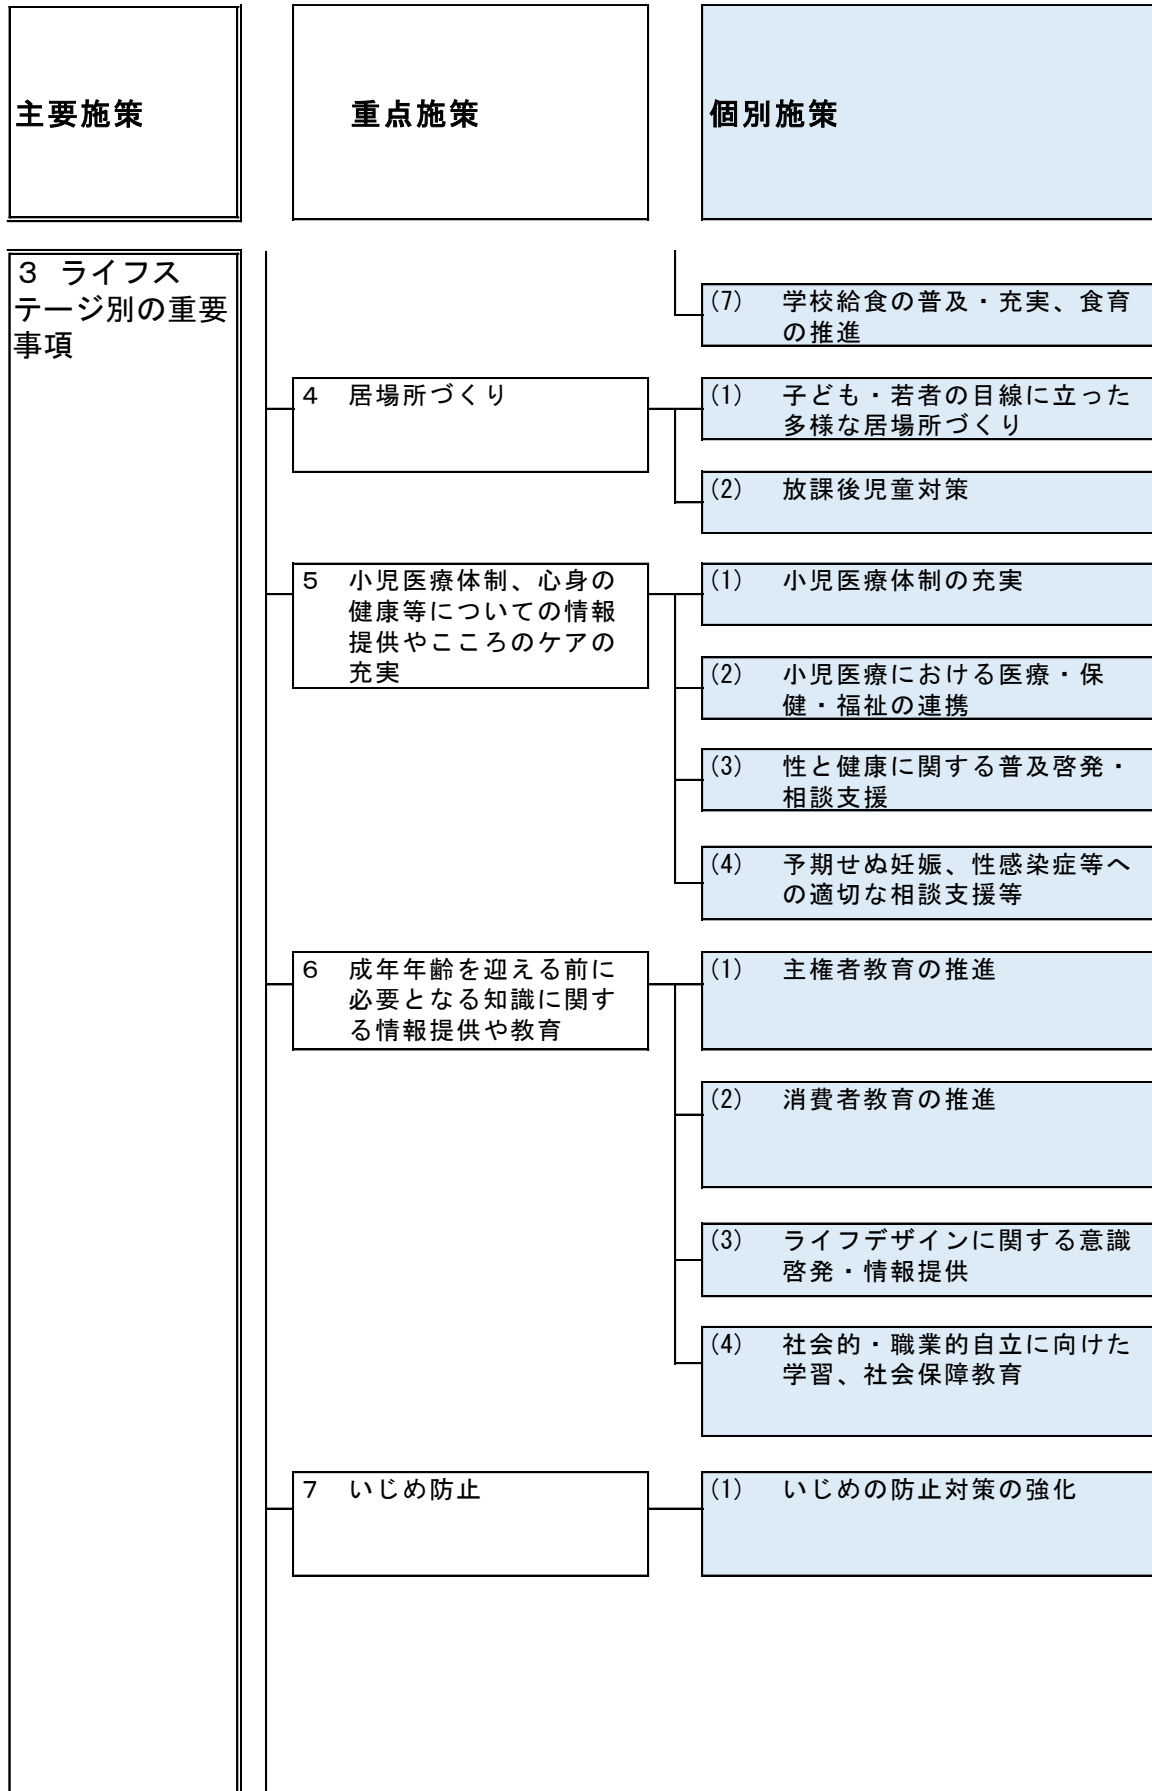 主要施策
重点施策
個別施策
３ ライフス
テージ別の重要
事項
(7) 学校給食の普及・充実、食育
の推進
４ 居場所づくり
(1) 子ども・若者の目線に立った
多様な居場所づくり
(2) 放課後児童対策
５ 小児医療体制、心身の
健康等についての情報
提供やこころのケアの
充実
(1) 小児医療体制の充実
(2) 小児医療における医療・保
健・福祉の連携
(3) 性と健康に関する普及啓発・
相談支援
(4) 予期せぬ妊娠、性感染症等へ
の適切な相談支援等
６ 成年年齢を迎える前に
必要となる知識に関す
る情報提供や教育
(1) 主権者教育の推進
(2) 消費者教育の推進
(3) ライフデザインに関する意識
啓発・情報提供
(4) 社会的・職業的自立に向けた
学習、社会保障教育
７ いじめ防止
(1) いじめの防止対策の強化